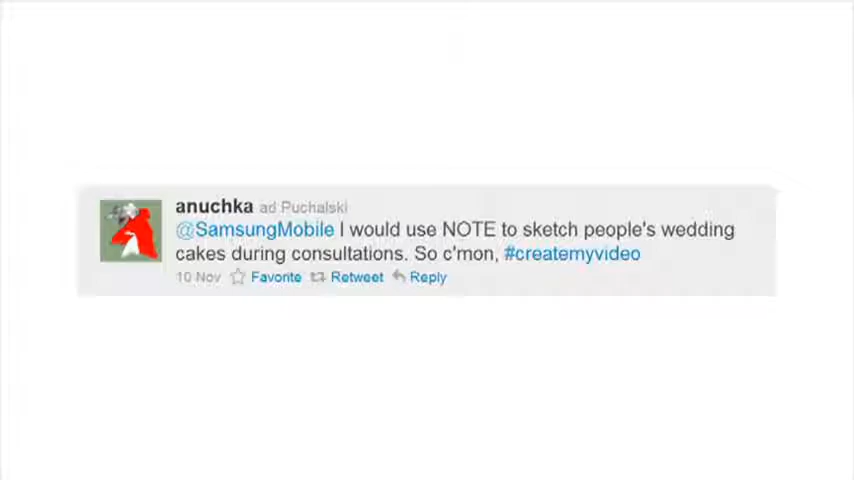 anuchka ad Puchalski
@SamsungMobile I would use NOTE to sketch people's wedding
cakes during consultations. So c'mon, #createmyvideo
10 Nov Favorite Retweet Reply